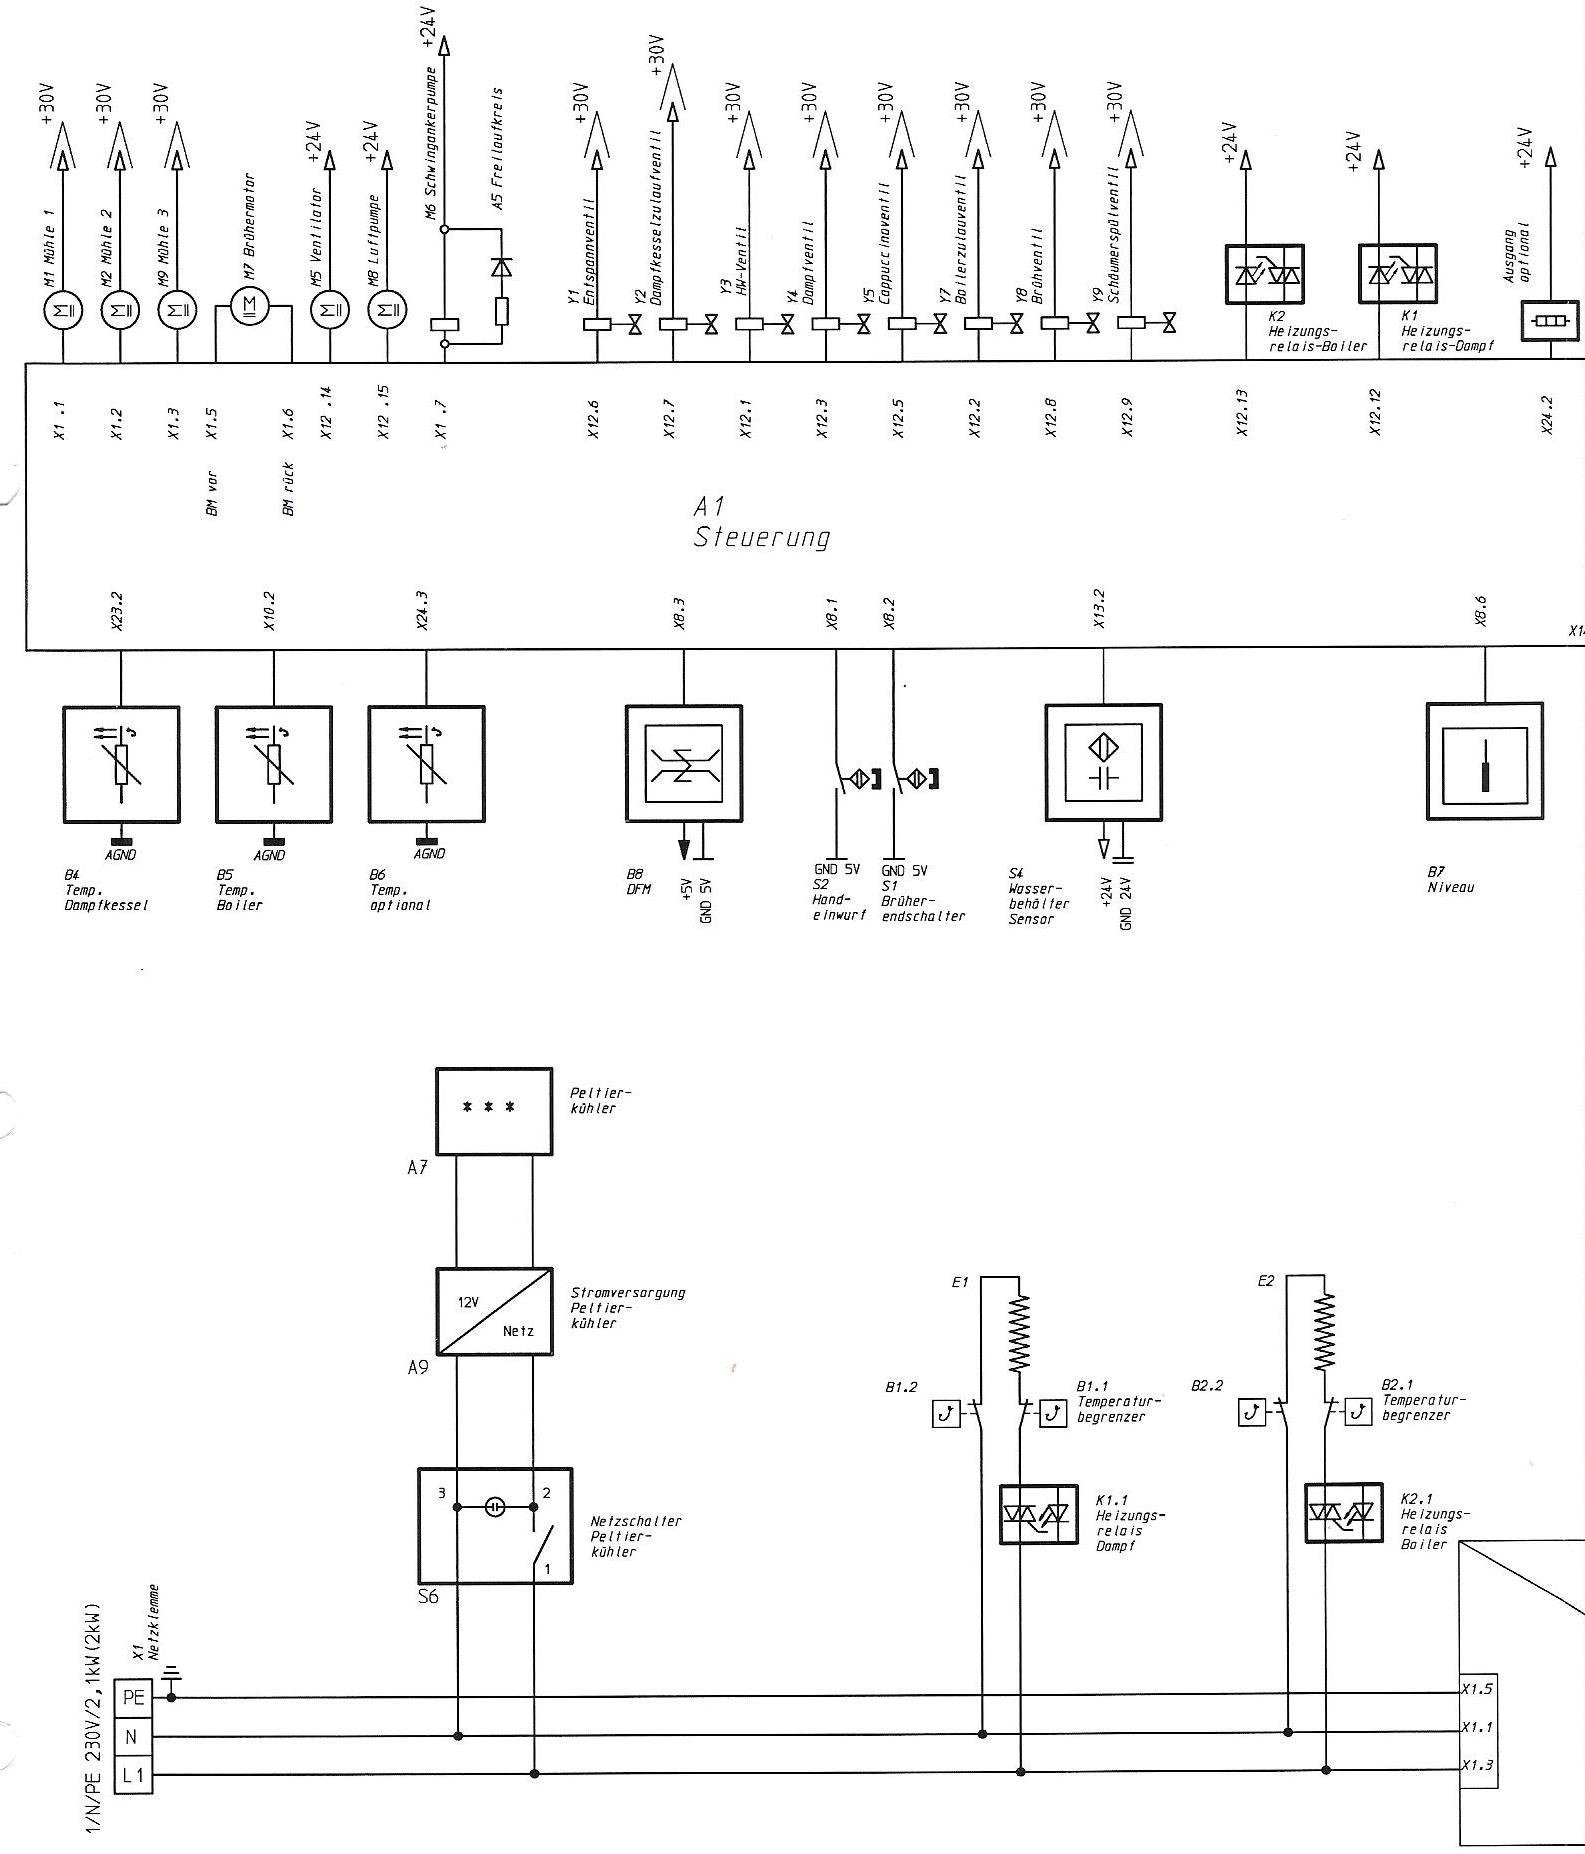 +30V
M1 Mühle 1
+30V
M2 Mühle 2
+30V
M9 Mühle 3
M7 Brühermotor
+24V
M5 Ventilator
+24V
M8 Luftpumpe
+24V
M6 Schwingankerpumpe
A5 Freilaufkreis
+30V
Y1
Entspannventil
+30V
Y2
Dampfkesselzulaufventil
+30V
Y3
HW-Ventil
+30V
Y4
Dampfventil
+30V
Y5
Cappuccinoventil
+30V
Y7
Boilerzulauventil
+30V
Y8
Brühventil
+30V
Y9
Schäumerspülventil
+24V
K2
Heizungs-
relais-Boiler
+24V
K1
Heizungs-
relais-Dampf
+24V
Ausgang
optional
M
M
M
M
M
M
X1 .1
X1.2
X1.3
X1.5
X1.6
X12 .14
X12 .15
X1 .7
X12.6
X12.7
X12.1
X12.3
X12.5
X12.2
X12.8
X12.9
X12.13
X12.12
X24.2
BM vor
BM rück
A1
Steuerung
X23.2
X10.2
X24.3
X8.3
X8.1
X8.2
X13.2
X8.6
X14
AGND
AGND
AGND
B4
Temp.
Dampfkessel
B5
Temp.
Boiler
B6
Temp.
optional
B8
DFM
+5V
GND 5V
GND 5V
S2
Hand-
einwurf
GND 5V
S1
Brüher-
endschalter
S4
Wasser-
behälter
Sensor
+24V
GND 24V
B7
Niveau
* * *
Peltier-
kühler
A7
12V
Netz
Stromversorgung
Peltier-
kühler
A9
3
2
1
Netzschalter
Peltier-
kühler
S6
E1
B1.2
B1.1
Temperatur-
begrenzer
K1.1
Heizungs-
relais
Dampf
E2
B2.2
B2.1
Temperatur-
begrenzer
K2.1
Heizungs-
relais
Boiler
1/N/PE 230V/2,1kW(2kW)
X1
Netzklemme
PE
N
L1
X1.5
X1.1
X1.3